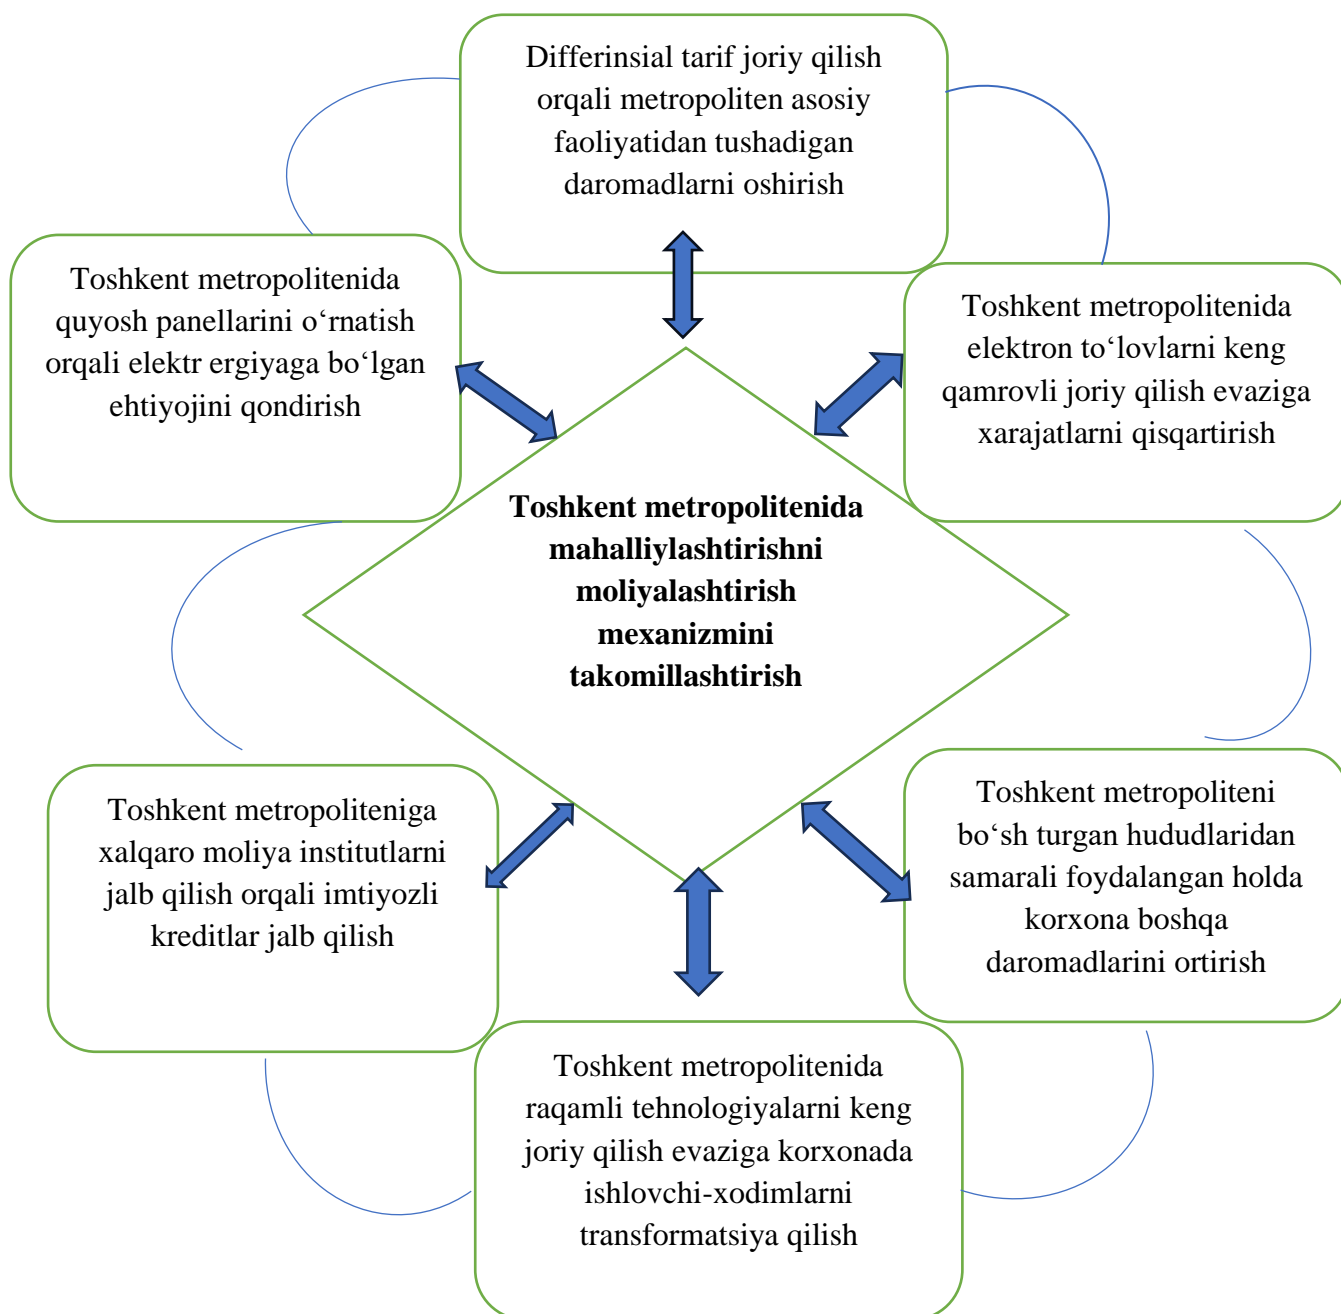 Differinsial tarif joriy qilish
orqali metropoliten asosiy
faoliyatidan tushadigan
daromadlarni oshirish
Toshkent metropolitenida
quyosh panellarini o‘rnatish
orqali elektr ergiyaga bo‘lgan
ehtiyojini qondirish
Toshkent metropolitenida
elektron to‘lovlarni keng
qamrovli joriy qilish evaziga
xarajatlarni qisqartirish
Toshkent metropolitenida
mahalliylashtirishni
moliyalashtirish
mexanizmini
takomillashtirish
Toshkent metropoliteniga
xalqaro moliya institutlarni
jalb qilish orqali imtiyozli
kreditlar jalb qilish
Toshkent metropoliteni
bo‘sh turgan hududlaridan
samarali foydalangan holda
korxona boshqa
daromadlarini ortirish
Toshkent metropolitenida
raqamli tehnologiyalarni keng
joriy qilish evaziga korxonada
ishlovchi-xodimlarni
transformatsiya qilish